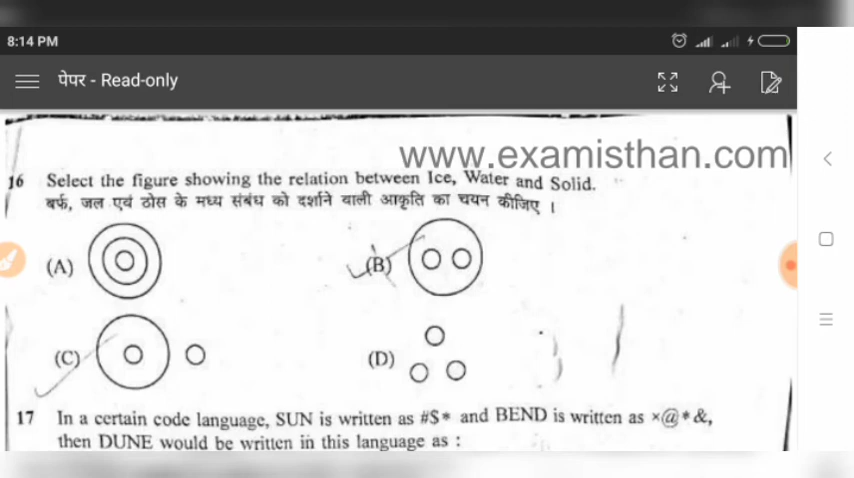 8:14 PM
पेपर - Read-only
www.examisthan.com
16 Select the figure showing the relation between Ice, Water and Solid.
बर्फ, जल एवं ठोस के मध्य संबंध को दर्शाने वाली आकृति का चयन कीजिए ।
(A)
(B)
(C)
(D)
17 In a certain code language, SUN is written as #$* and BEND is written as ×@*&,
then DUNE would be written in this language as :